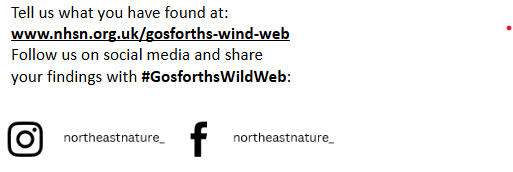 Tell us what you have found at:
www.nhsn.org.uk/gosforths-wind-web
Follow us on social media and share
your findings with #GosforthsWildWeb:
northeastnature_ northeastnature_